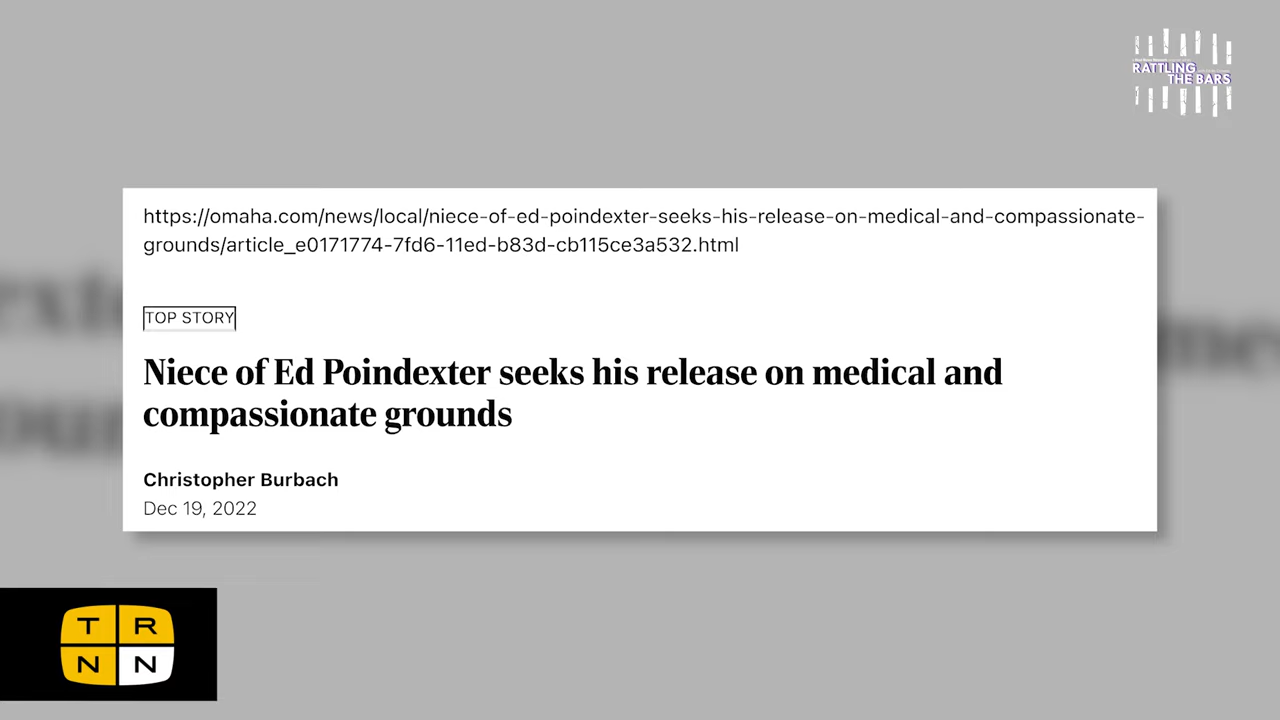 RATTLING
THE BARS
https://omaha.com/news/local/niece-of-ed-poindexter-seeks-his-release-on-medical-and-compassionate-
grounds/article_e0171774-7fd6-11ed-b83d-cb115ce3a532.html
TOP STORY
Niece of Ed Poindexter seeks his release on medical and
compassionate grounds
Christopher Burbach
Dec 19, 2022
T R
N N